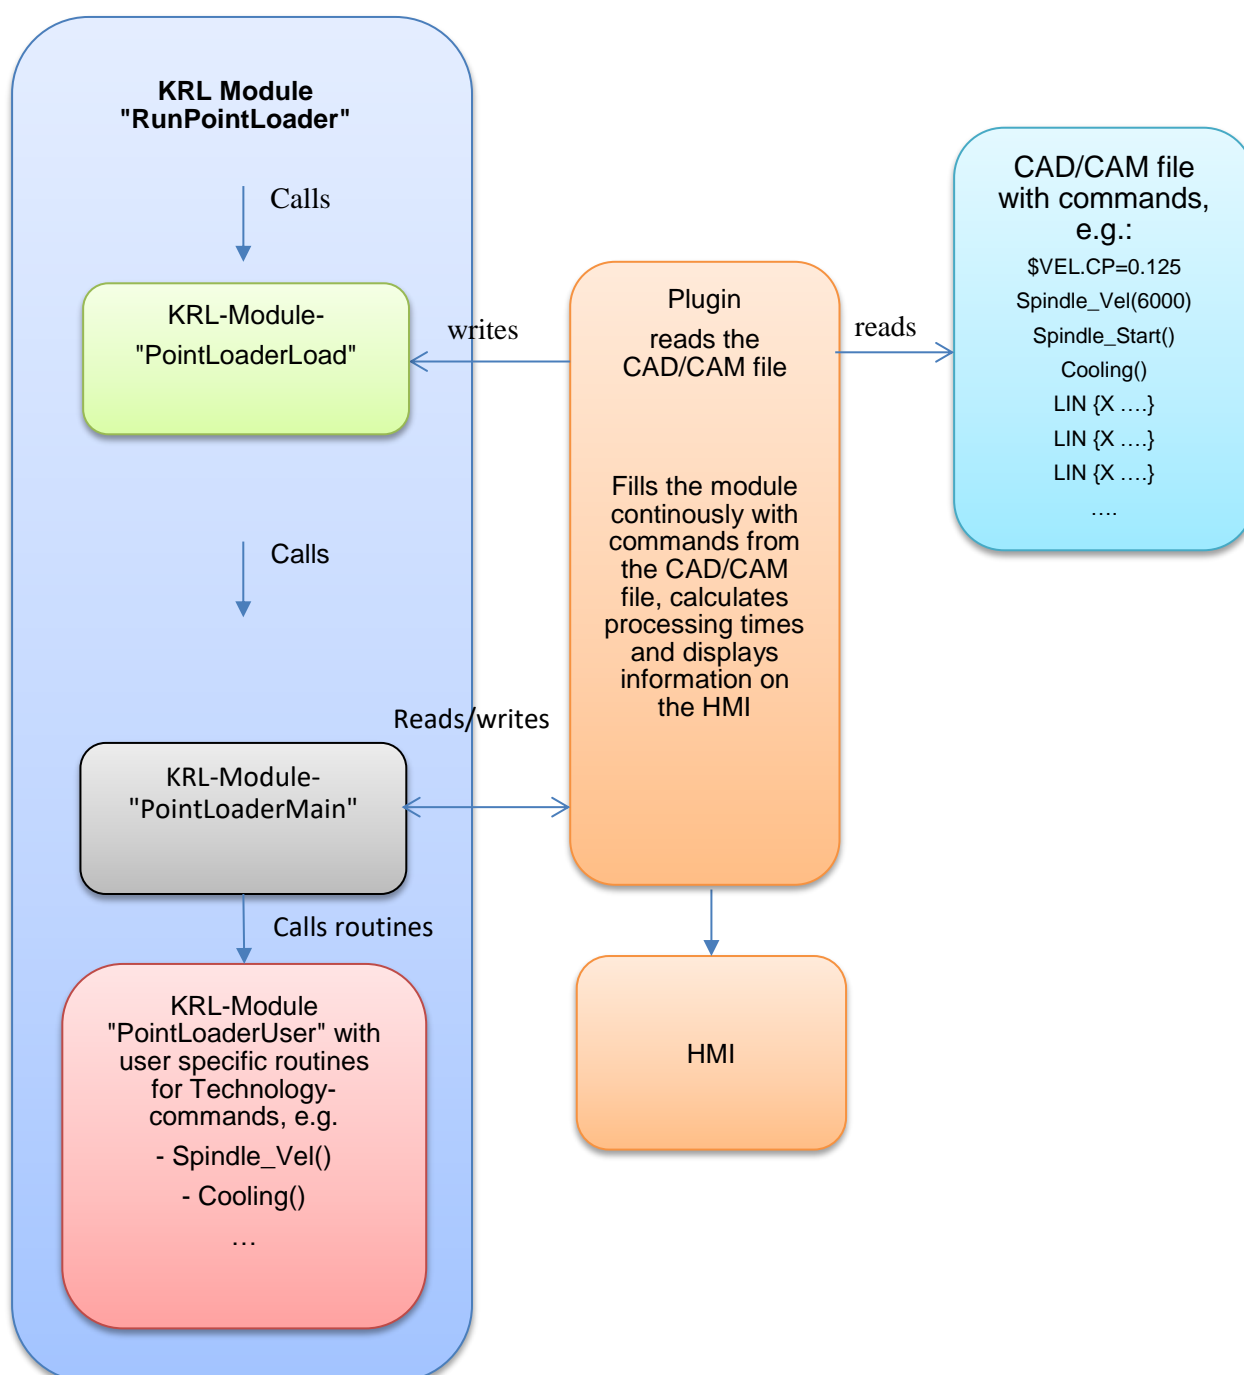 KRL Module
"RunPointLoader"
Calls
KRL-Module-
"PointLoaderLoad"
Calls
Reads/writes
KRL-Module-
"PointLoaderMain"
Calls routines
KRL-Module
"PointLoaderUser" with
user specific routines
for Technology-
commands, e.g.
- Spindle_Vel()
- Cooling()
…
writes
Plugin
reads the
CAD/CAM file
Fills the module
continously with
commands from
the CAD/CAM
file, calculates
processing times
and displays
information on
the HMI
HMI
reads
CAD/CAM file
with commands,
e.g.:
$VEL.CP=0.125
Spindle_Vel(6000)
Spindle_Start()
Cooling()
LIN {X ….}
LIN {X ….}
LIN {X ….}
….